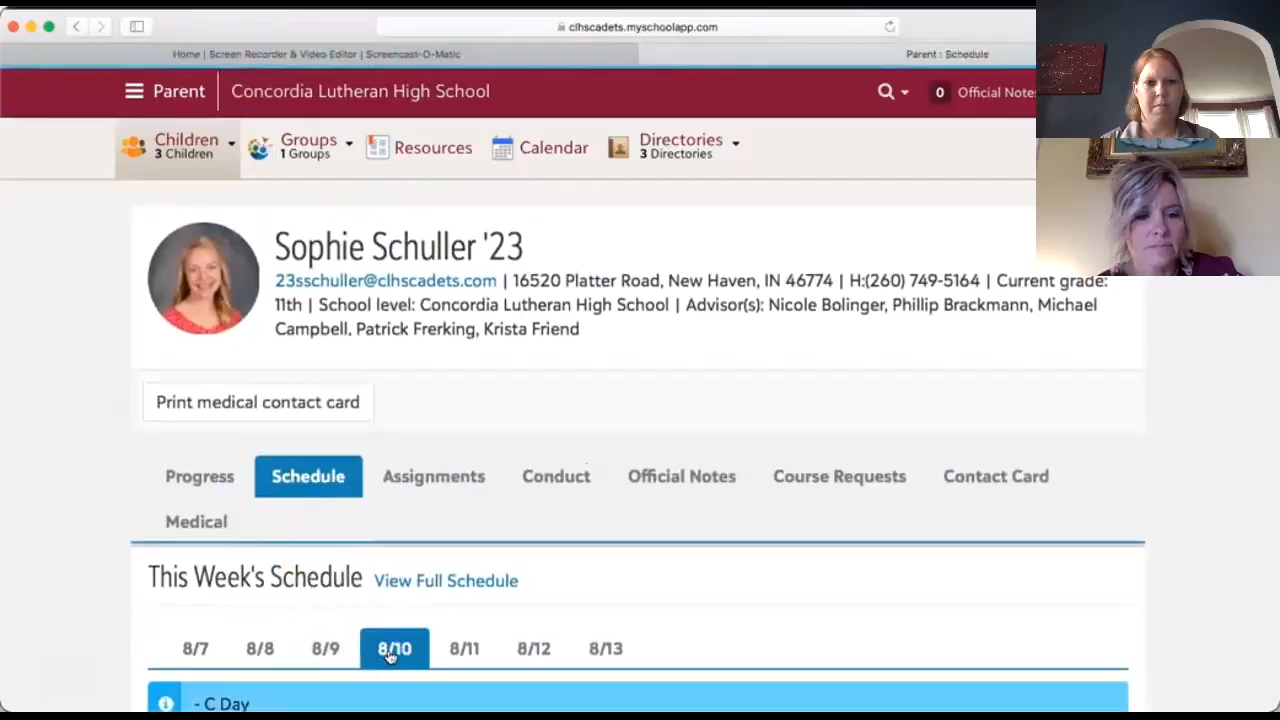 clhscadets.myschoolapp.com
Home | Screen Recorder & Video Editor | Screencast-O-Matic
Parent : Schedule
Parent
Concordia Lutheran High School
0 Official Note
Children
3 Children
Groups
1 Groups
Resources
Calendar
Directories
3 Directories
Sophie Schuller '23
23sschuller@clhscadets.com | 16520 Platter Road, New Haven, IN 46774 | H:(260) 749-5164 | Current grade:
11th | School level: Concordia Lutheran High School | Advisor(s): Nicole Bolinger, Phillip Brackmann, Michael
Campbell, Patrick Frerking, Krista Friend
Print medical contact card
Progress Schedule Assignments Conduct Official Notes Course Requests Contact Card
Medical
This Week's Schedule View Full Schedule
8/7 8/8 8/9 8/10 8/11 8/12 8/13
- C Day